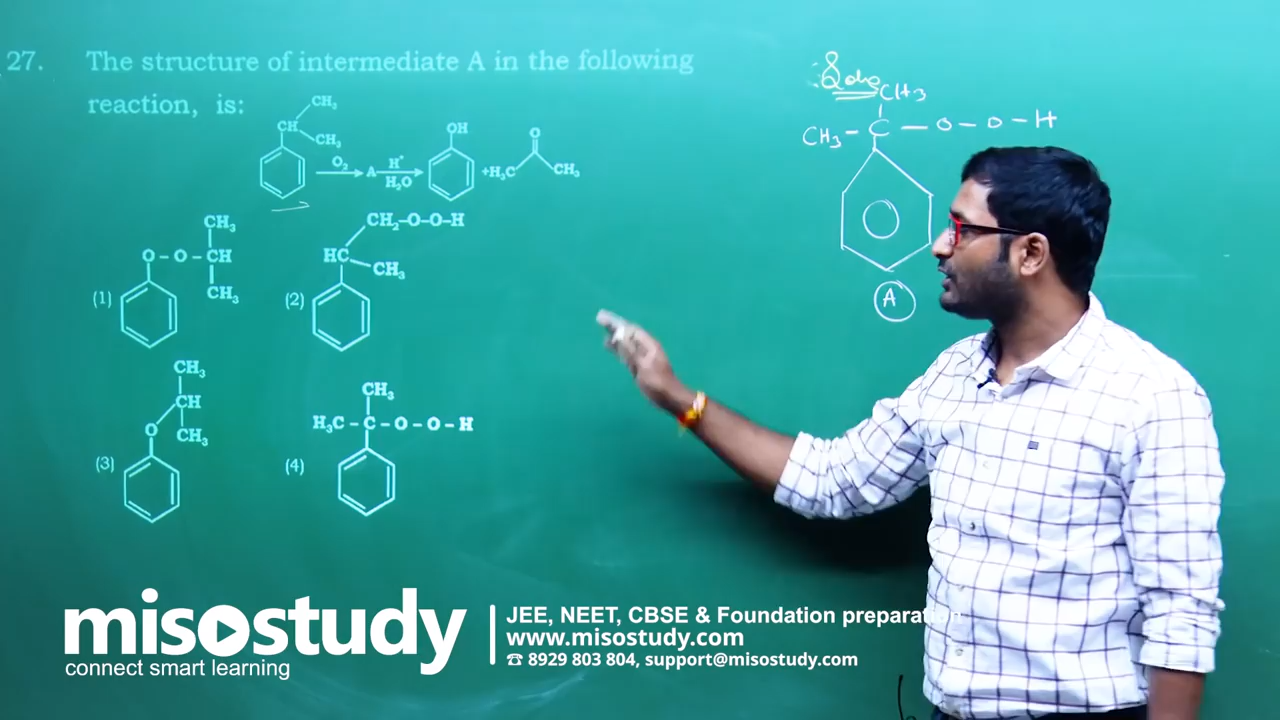 27. The structure of intermediate A in the following
reaction, is:
CH₃
CH
CH₃
O₂
A
H⁺
H₂O
OH
+H₃C
O
CH₃
(1)
CH₃
O-O-CH
CH₃
(2)
CH₂-O-O-H
HC
CH₃
(3)
CH₃
CH
CH₃
O
(4)
CH₃
H₃C-C-O-O-H
Soln
CH₃
CH₃-C-O-O-H
A
misostudy
connect smart learning
JEE, NEET, CBSE & Foundation preparation
www.misostudy.com
☎ 8929 803 804, support@misostudy.com